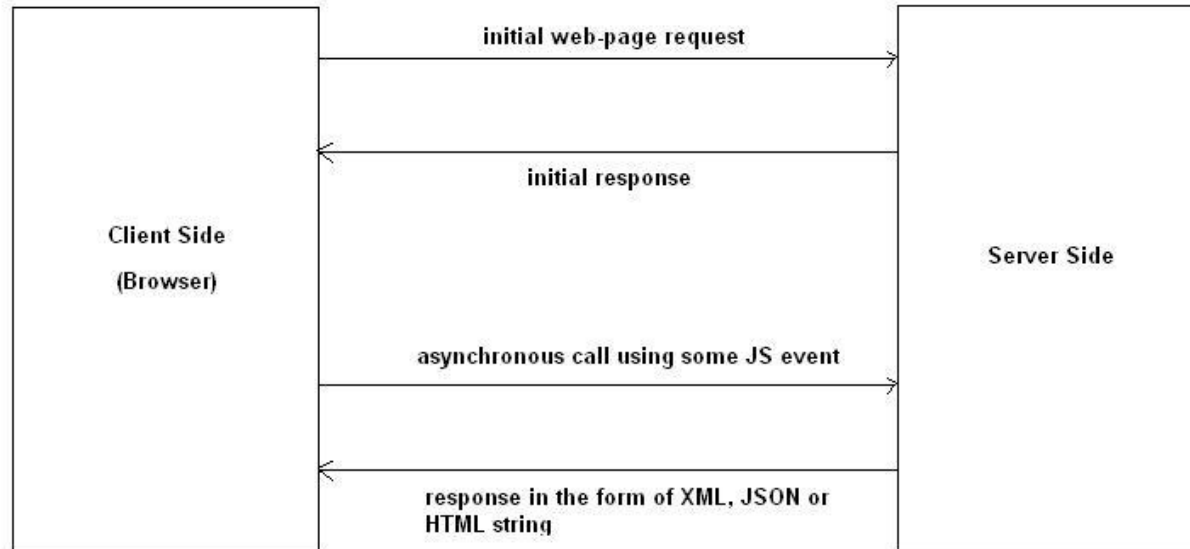 initial web-page request
initial response
Client Side
(Browser)
Server Side
asynchronous call using some JS event
response in the form of XML, JSON or
HTML string